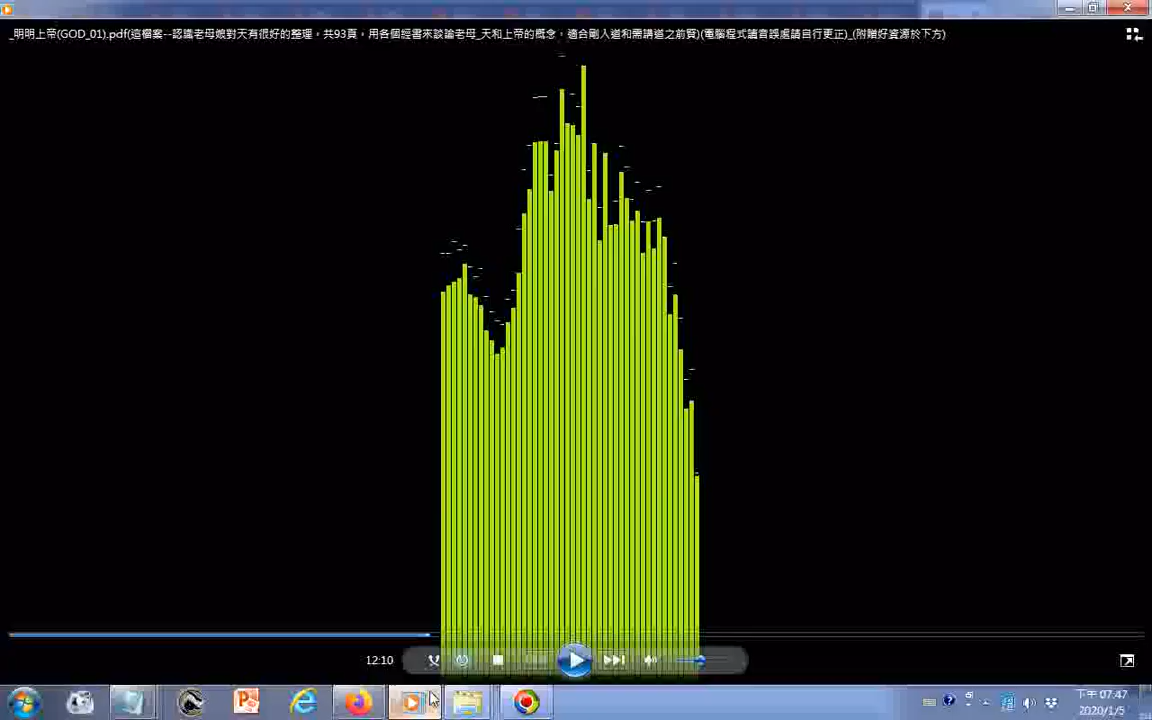 _明明上帝(GOD_01).pdf(這檔案--認識老母娘對天有很好的整理，共93頁，用各個經書來談論老母_天和上帝的概念，適合剛入道和需講道之前賢)(電腦程式讀音誤處請自行更正)_(附贈好資源於下方)
12:10
下午 07:47
2020/1/5